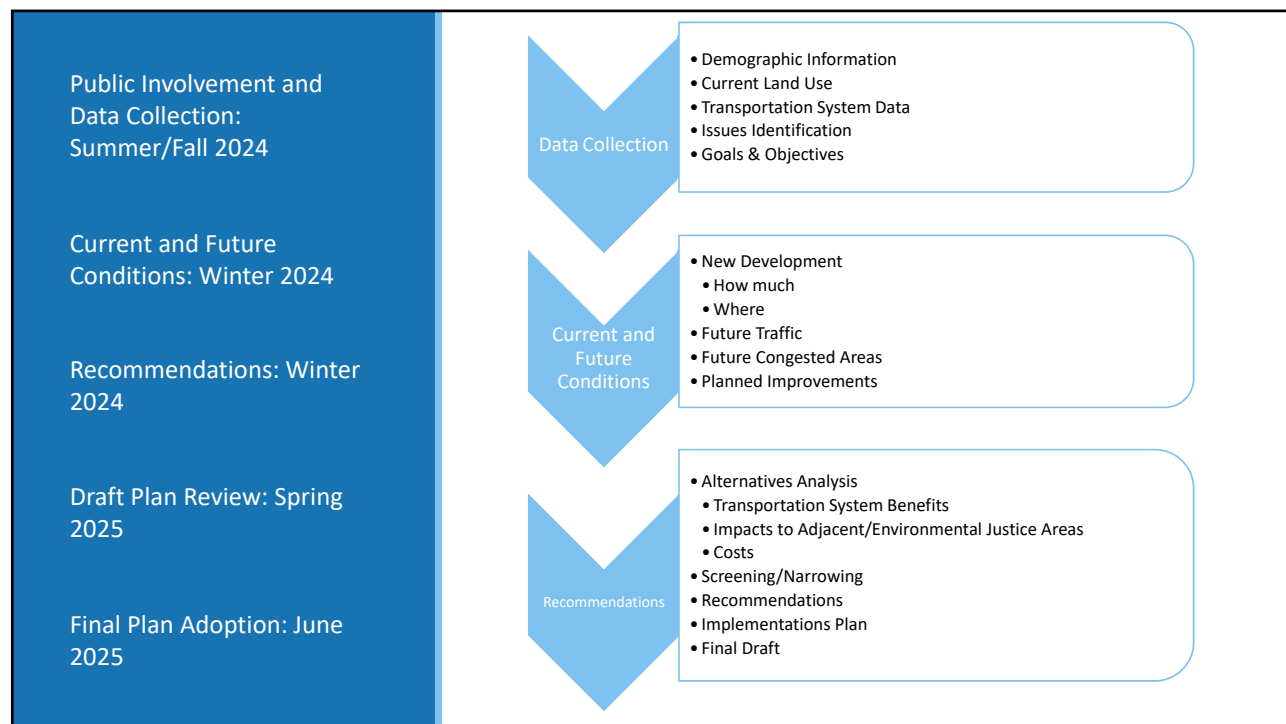 Public Involvement and
Data Collection:
Summer/Fall 2024
Current and Future
Conditions: Winter 2024
Recommendations: Winter
2024
Draft Plan Review: Spring
2025
Final Plan Adoption: June
2025
Data Collection
• Demographic Information
• Current Land Use
• Transportation System Data
• Issues Identification
• Goals & Objectives
Current and
Future
Conditions
• New Development
• How much
• Where
• Future Traffic
• Future Congested Areas
• Planned Improvements
Recommendations
• Alternatives Analysis
• Transportation System Benefits
• Impacts to Adjacent/Environmental Justice Areas
• Costs
• Screening/Narrowing
• Recommendations
• Implementations Plan
• Final Draft